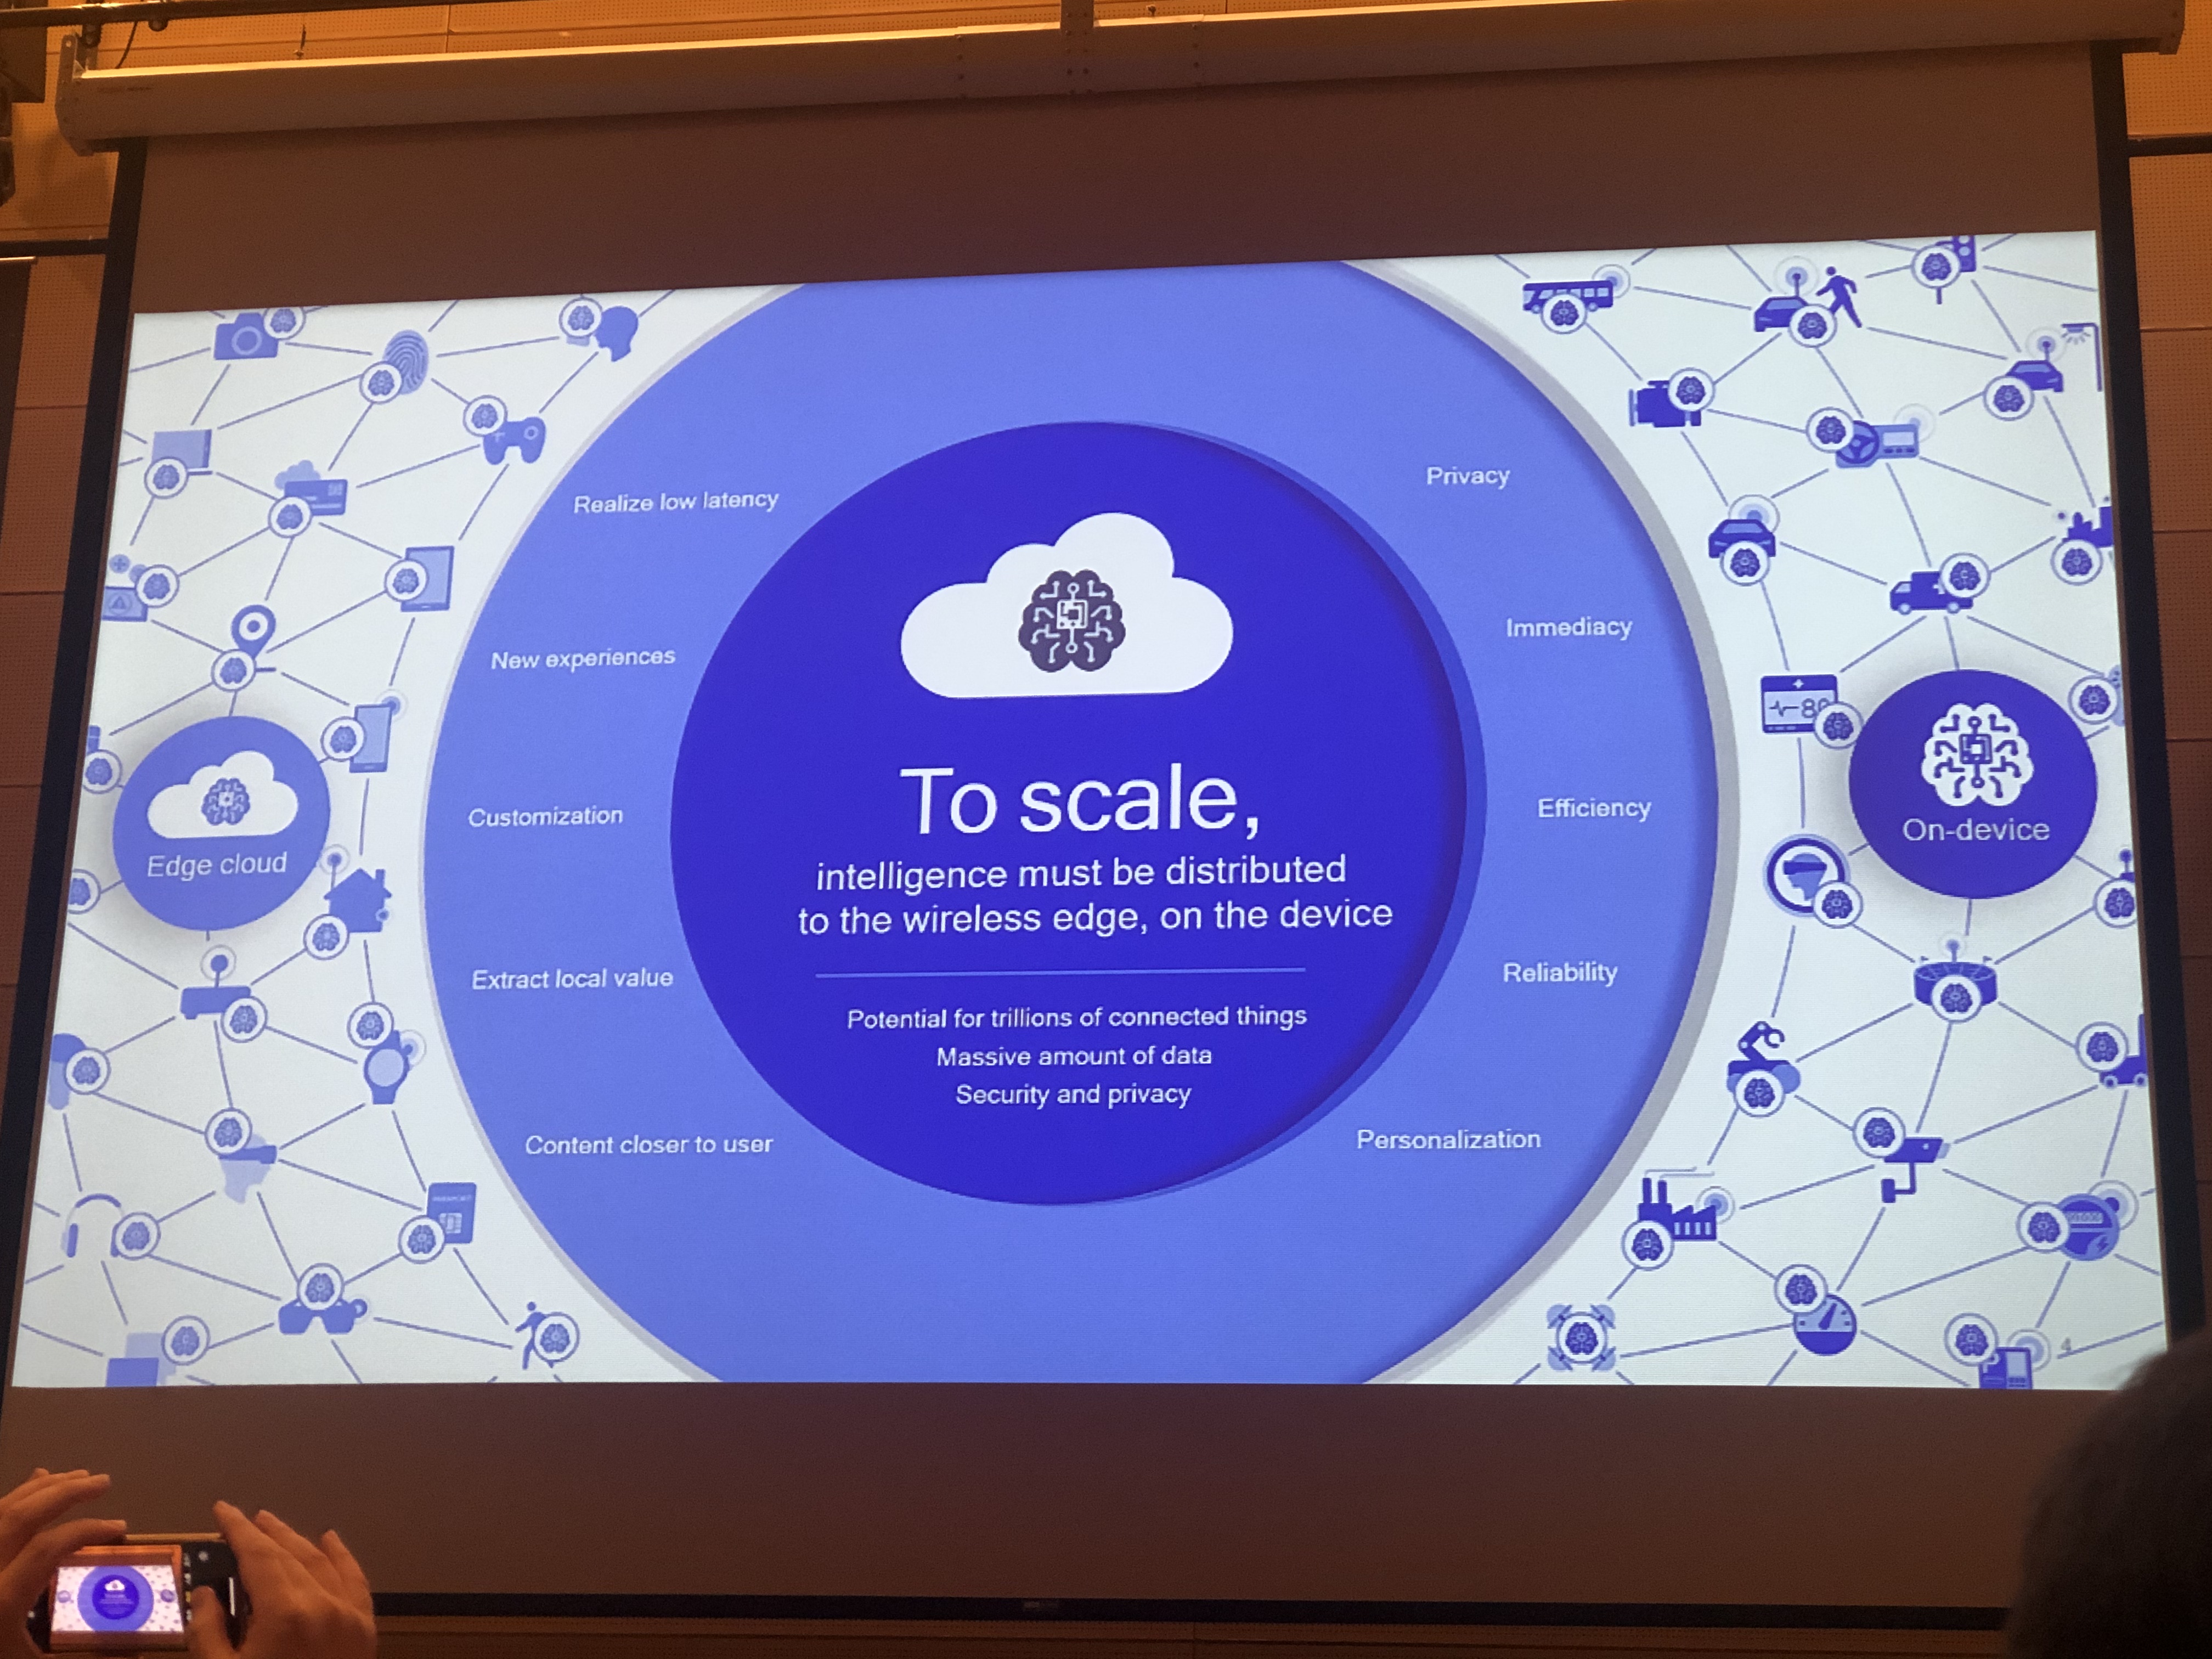 Realize low latency
New experiences
Customization
Extract local value
Content closer to user
Edge cloud
To scale,
intelligence must be distributed
to the wireless edge, on the device
Potential for trillions of connected things
Massive amount of data
Security and privacy
Privacy
Immediacy
Efficiency
Reliability
Personalization
On-device
4